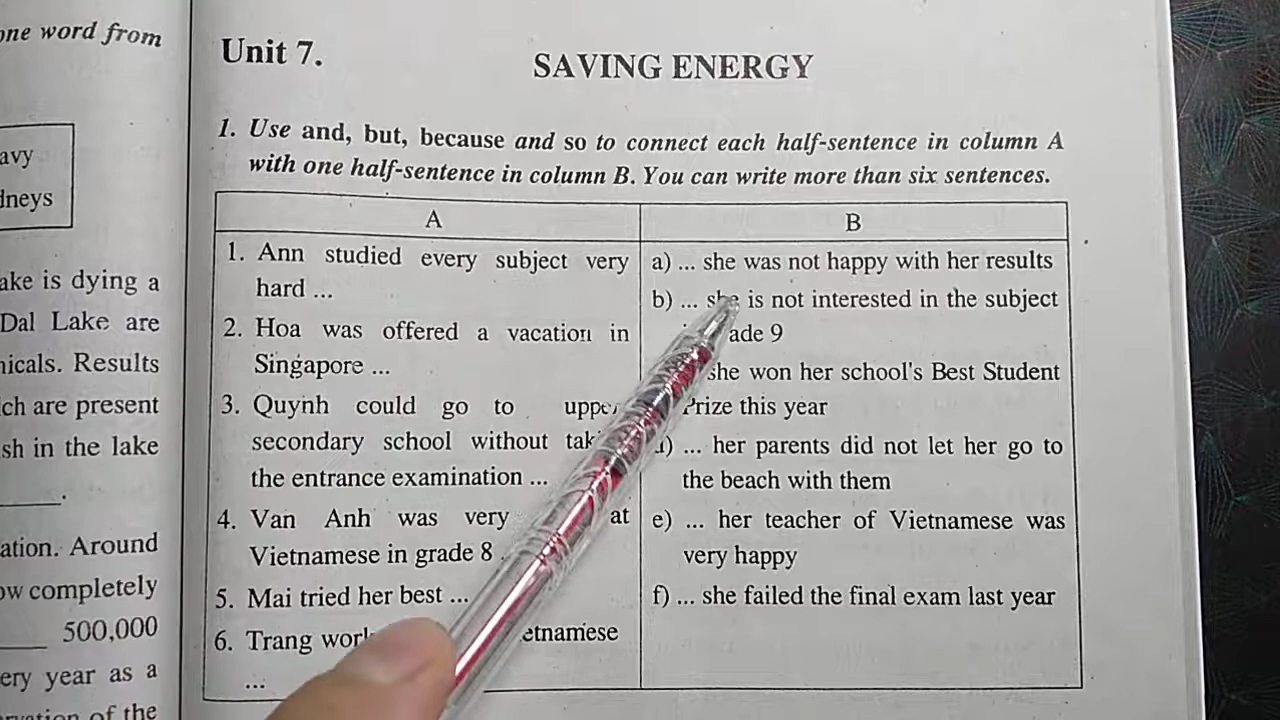 one word from
avy
dneys
ake is dying a
Dal Lake are
nicals. Results
ch are present
sh in the lake
______.
ation. Around
ow completely
____ 500,000
ery year as a
of the
Unit 7.
SAVING ENERGY
1. Use and, but, because and so to connect each half-sentence in column A
with one half-sentence in column B. You can write more than six sentences.
A
1. Ann studied every subject very
hard ...
2. Hoa was offered a vacation in
Singapore ...
3. Quynh could go to
secondary school without
the entrance examination ...
4. Van Anh was very at
Vietnamese in grade 8
5. Mai tried her best ...
6. Trang
...
B
a) ... she was not happy with her results
b) ... she is not interested in the subject
ade 9
she won her school's Best Student
Prize this year
... her parents did not let her go to
the beach with them
e) ... her teacher of Vietnamese was
very happy
f) ... she failed the final exam last year